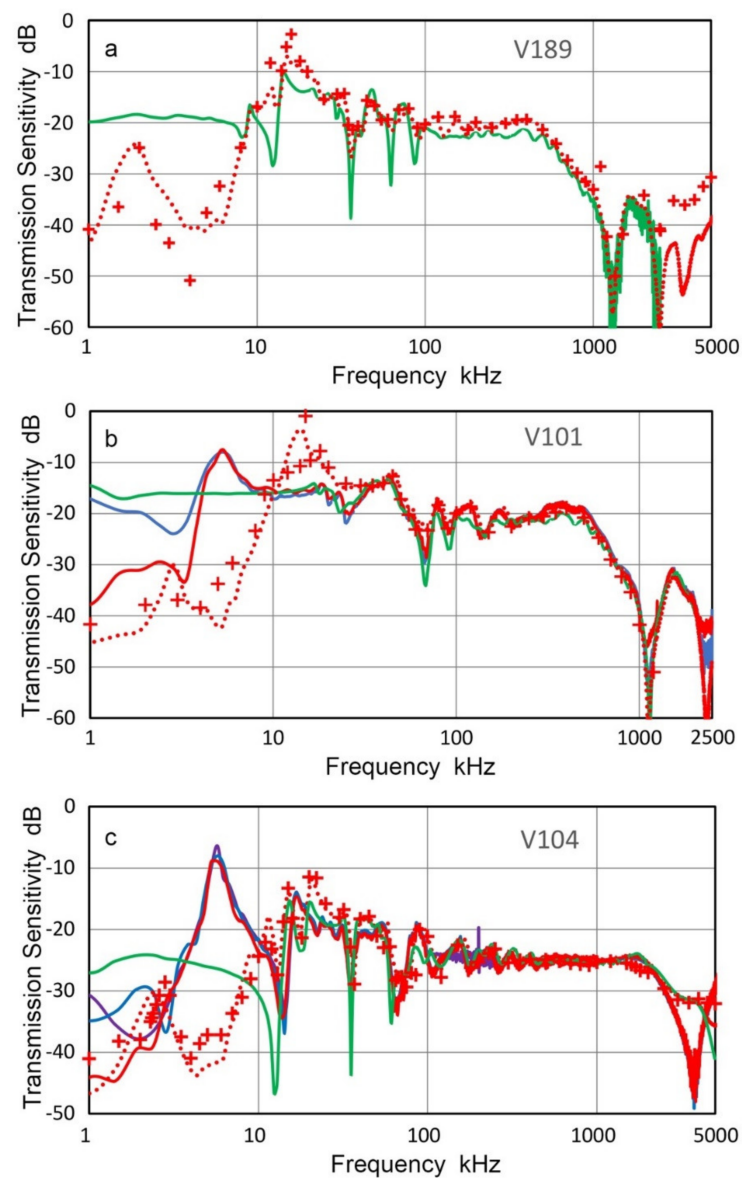 0
-10
-20
-30
-40
-50
-60
Transmission Sensitivity dB
a
V189
1 10 100 1000 5000
Frequency kHz
0
-10
-20
-30
-40
-50
-60
Transmission Sensitivity dB
b
V101
1 10 100 1000 2500
Frequency kHz
0
-10
-20
-30
-40
-50
Transmission Sensitivity dB
c
V104
1 10 100 1000 5000
Frequency kHz